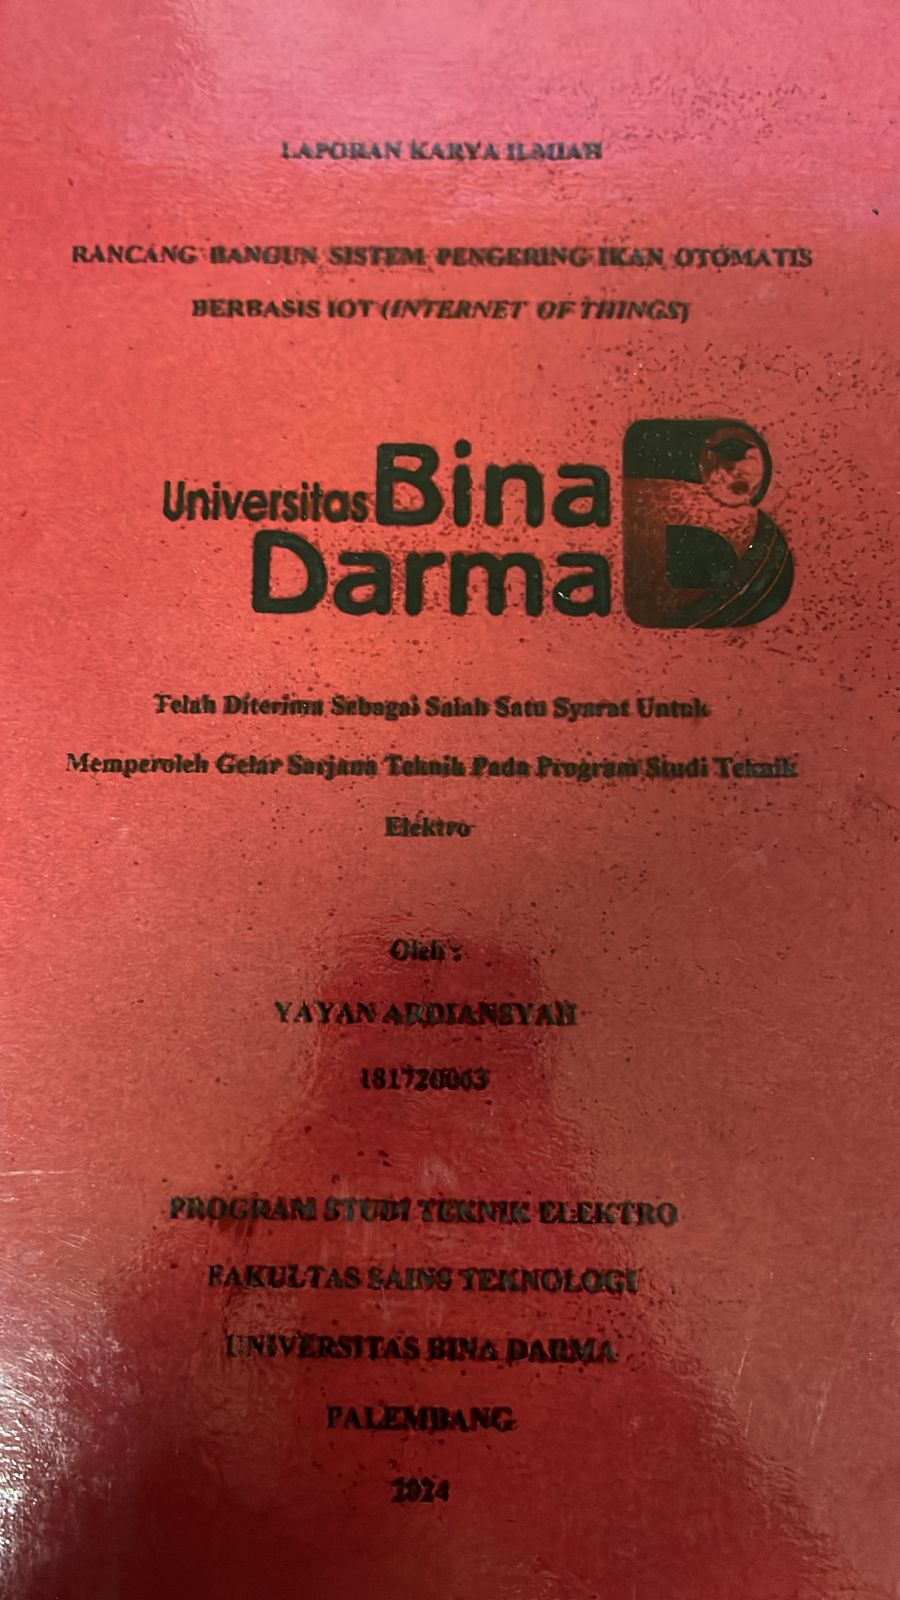 LAPORAN KARYA ILMIAH
RANCANG BANGUN SISTEM PENGERING IKAN OTOMATIS
BERBASIS IOT (INTERNET OF THINGS)
Universitas Bina
Darma
Telah Diterima Sebagai Salah Satu Syarat Untuk
Memperoleh Gelar Sarjana Teknik Pada Program Studi Teknik
Elektro
Oleh :
YAYAN ARDIANSYAH
181720063
PROGRAM STUDI TEKNIK ELEKTRO
FAKULTAS SAINS TEKNOLOGI
UNIVERSITAS BINA DARMA
PALEMBANG
2024